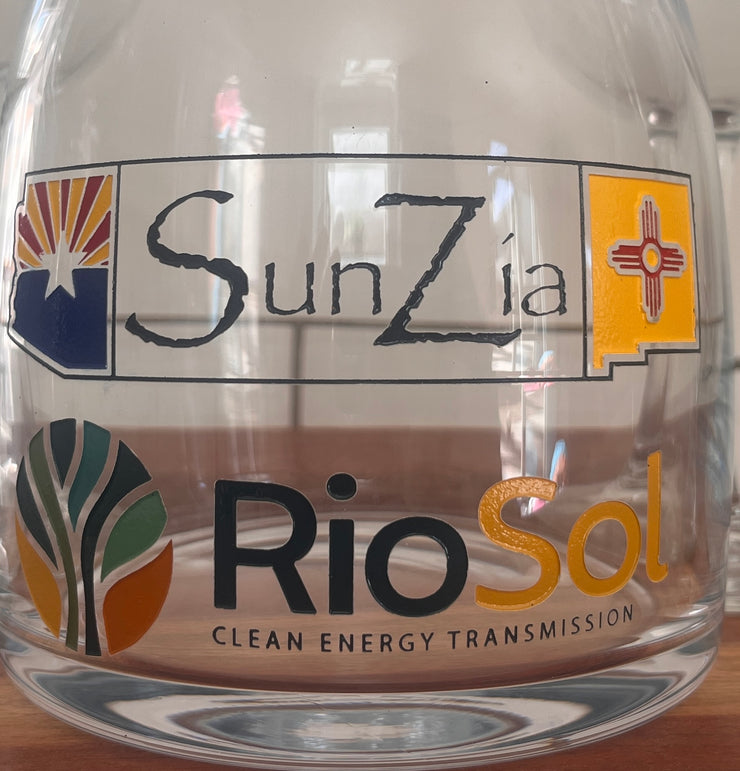 SunZía
RioSol
CLEAN ENERGY TRANSMISSION